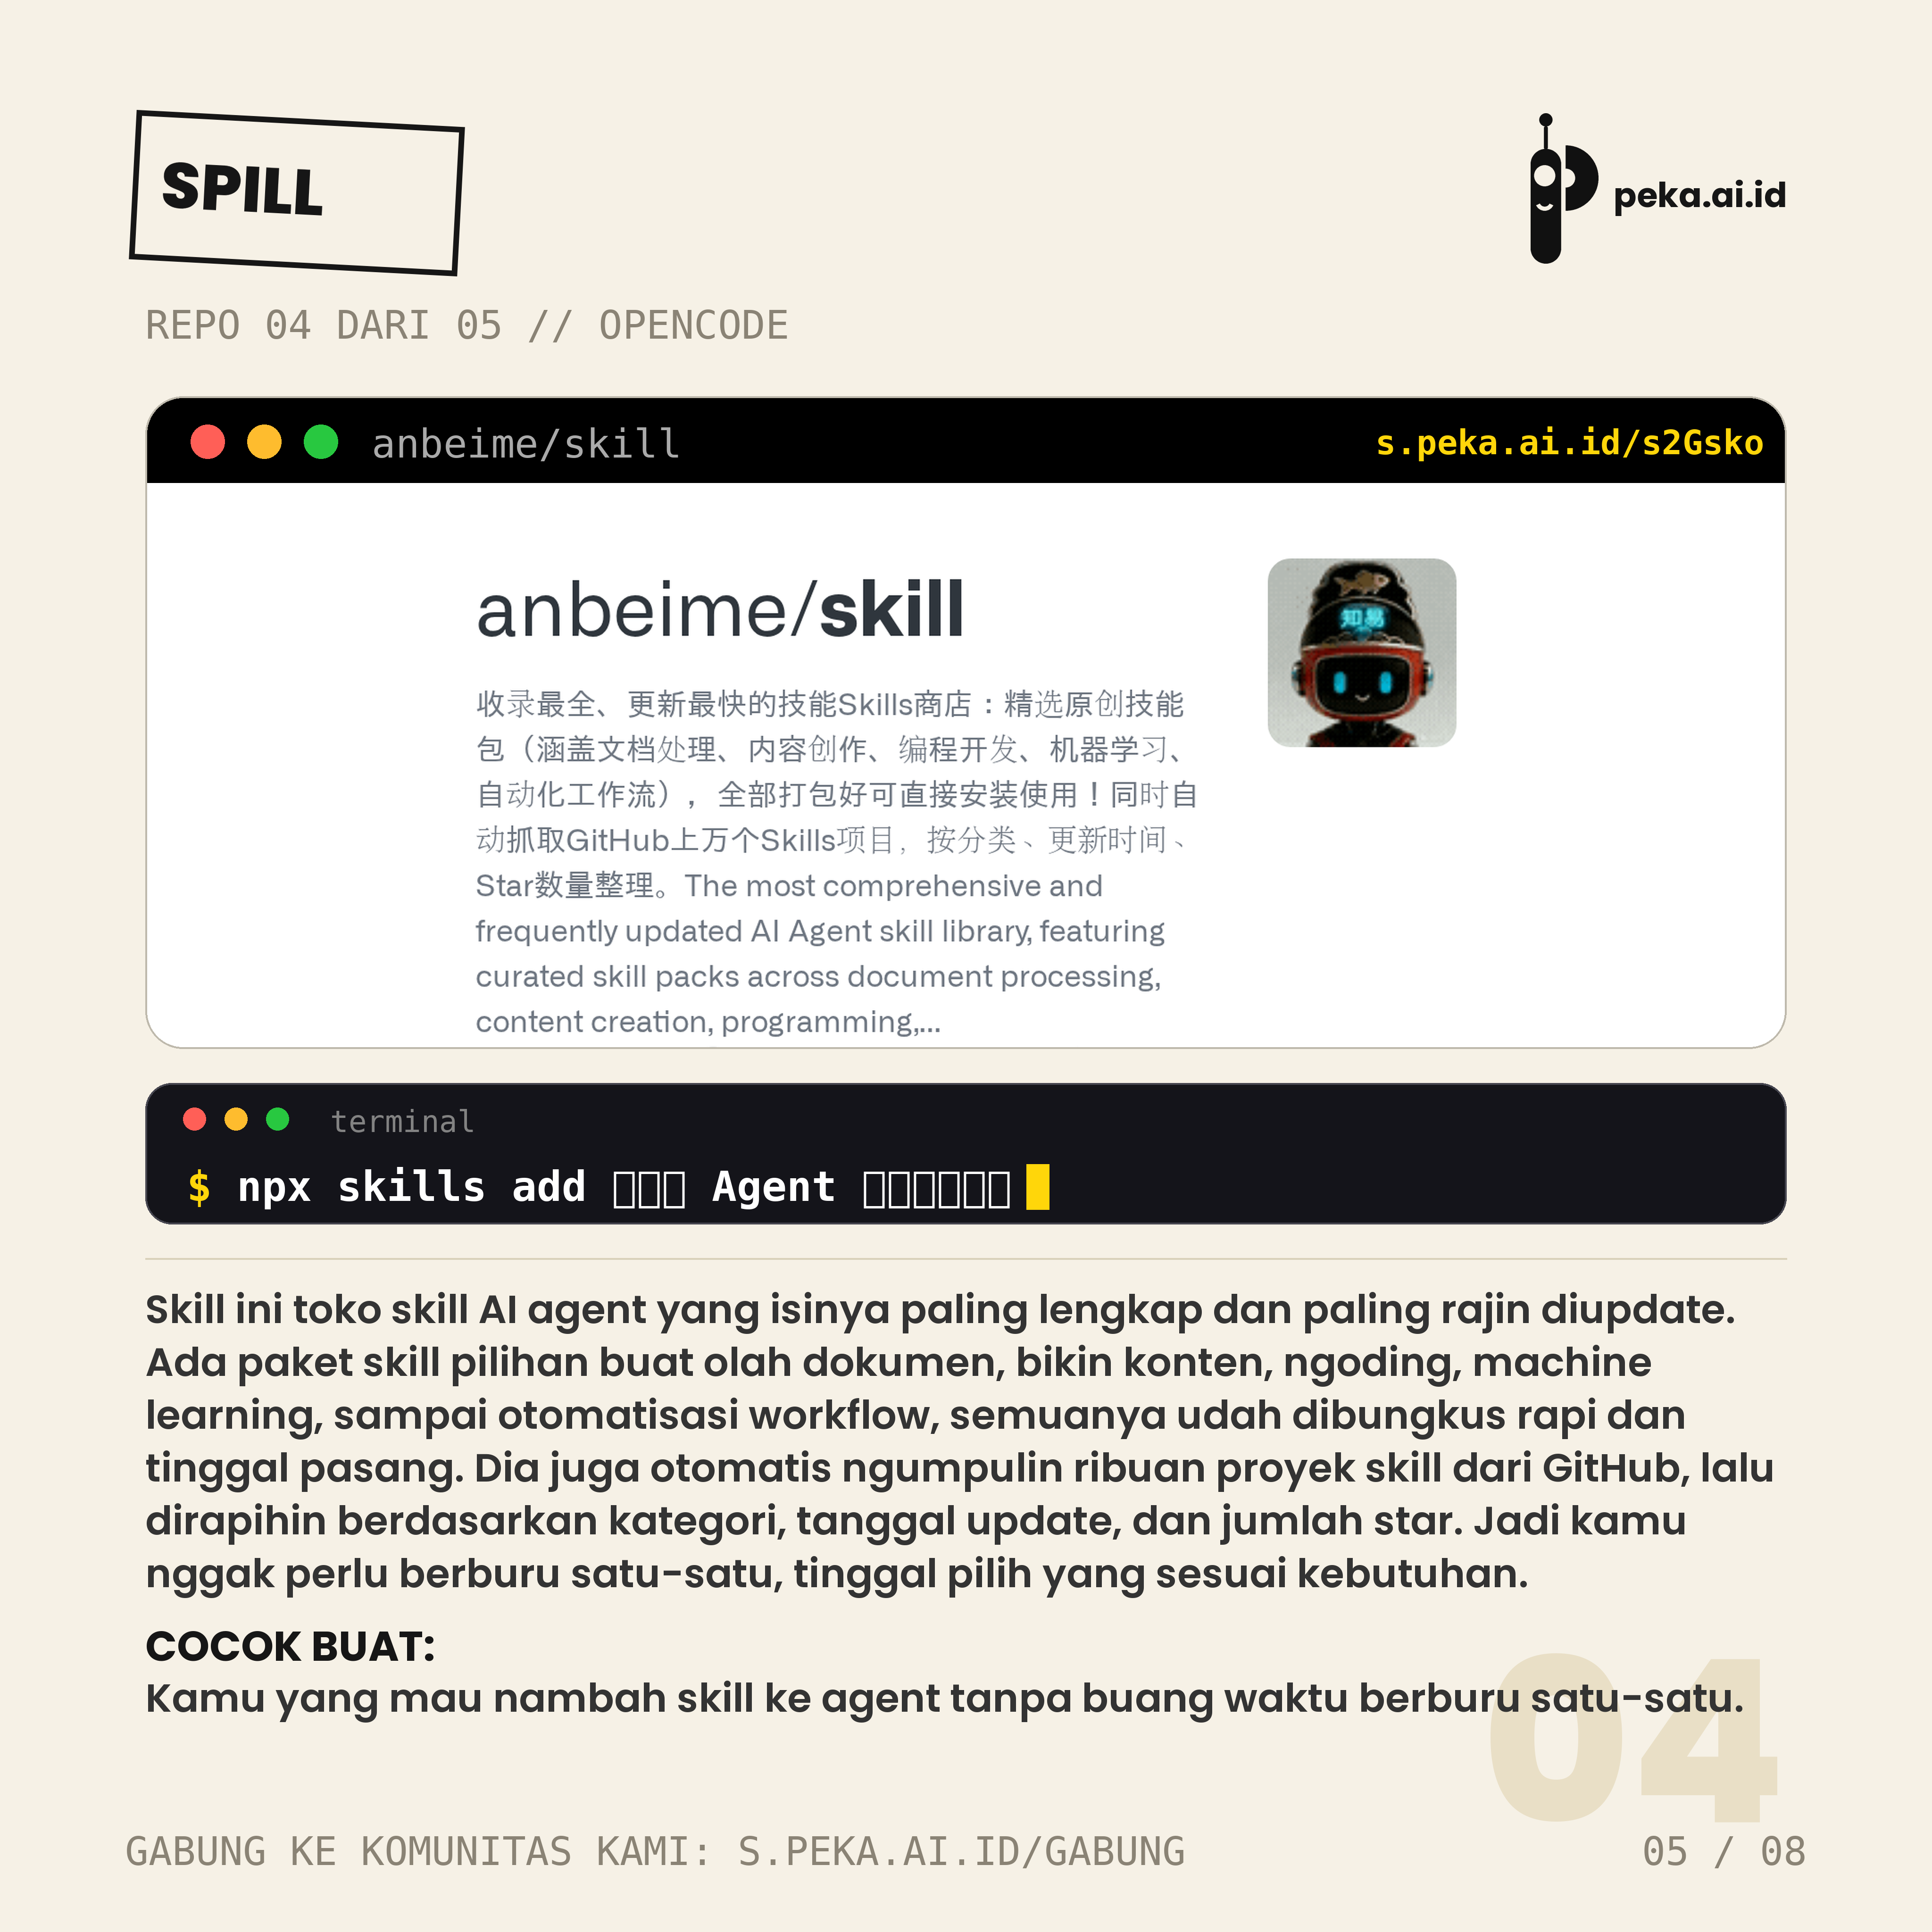 SPILL
peka.ai.id
REPO 04 DARI 05 // OPENCODE
anbeime/skill
s.peka.ai.id/s2Gsko
anbeime/skill
知易
收录最全、更新最快的技能Skills商店：精选原创技能
包（涵盖文档处理、内容创作、编程开发、机器学习、
自动化工作流），全部打包好可直接安装使用！同时自
动抓取GitHub上万个Skills项目，按分类、更新时间、
Star数量整理。The most comprehensive and
frequently updated AI Agent skill library, featuring
curated skill packs across document processing,
content creation, programming,...
terminal
$ npx skills add Agent
Skill ini toko skill AI agent yang isinya paling lengkap dan paling rajin diupdate.
Ada paket skill pilihan buat olah dokumen, bikin konten, ngoding, machine
learning, sampai otomatisasi workflow, semuanya udah dibungkus rapi dan
tinggal pasang. Dia juga otomatis ngumpulin ribuan proyek skill dari GitHub, lalu
dirapihin berdasarkan kategori, tanggal update, dan jumlah star. Jadi kamu
nggak perlu berburu satu-satu, tinggal pilih yang sesuai kebutuhan.
COCOK BUAT:
Kamu yang mau nambah skill ke agent tanpa buang waktu berburu satu-satu.
04
GABUNG KE KOMUNITAS KAMI: S.PEKA.AI.ID/GABUNG
05 / 08